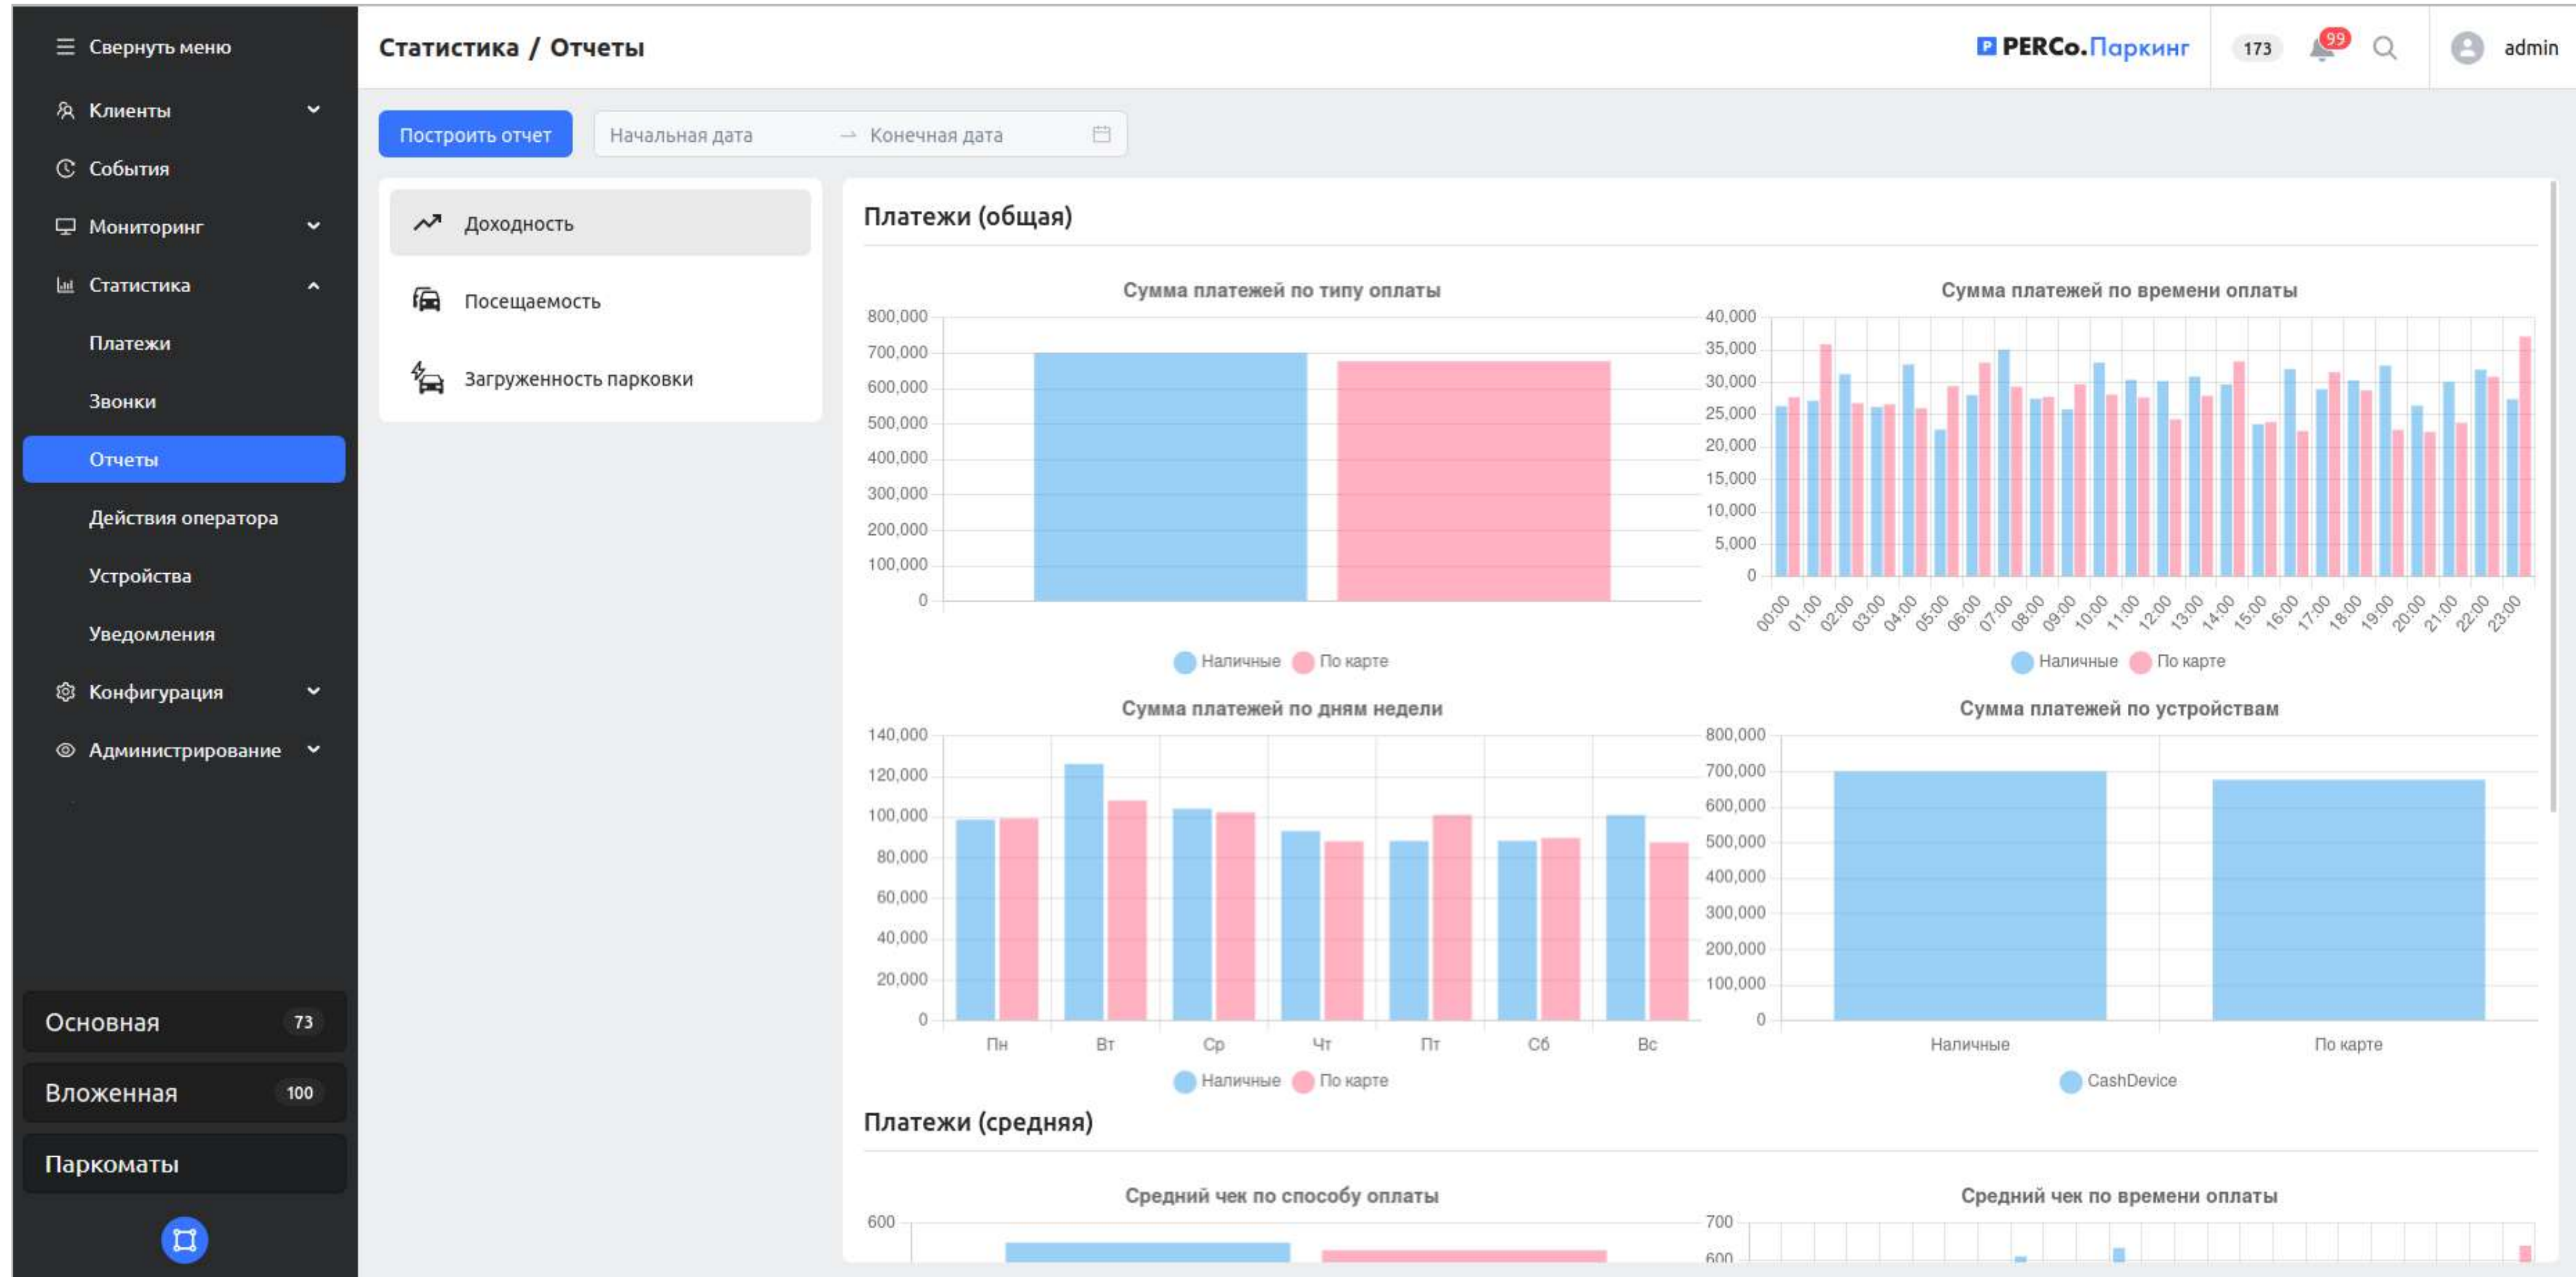 Свернуть меню
Клиенты
События
Мониторинг
Статистика
Платежи
Звонки
Отчеты
Действия оператора
Устройства
Уведомления
Конфигурация
Администрирование
Основная 73
Вложенная 100
Паркоматы
Статистика / Отчеты
P PERCo.Паркинг 173 99 admin
Построить отчет Начальная дата → Конечная дата
Доходность
Посещаемость
Загруженность парковки
Платежи (общая)
Сумма платежей по типу оплаты
800,000
700,000
600,000
500,000
400,000
300,000
200,000
100,000
0
Наличные По карте
Сумма платежей по времени оплаты
40,000
35,000
30,000
25,000
20,000
15,000
10,000
5,000
0
00:00 01:00 02:00 03:00 04:00 05:00 06:00 07:00 08:00 09:00 10:00 11:00 12:00 13:00 14:00 15:00 16:00 17:00 18:00 19:00 20:00 21:00 22:00 23:00
Наличные По карте
Сумма платежей по дням недели
140,000
120,000
100,000
80,000
60,000
40,000
20,000
0
Пн Вт Ср Чт Пт Сб Вс
Наличные По карте
Сумма платежей по устройствам
800,000
700,000
600,000
500,000
400,000
300,000
200,000
100,000
0
Наличные По карте
CashDevice
Платежи (средняя)
Средний чек по способу оплаты
600
Средний чек по времени оплаты
700
600